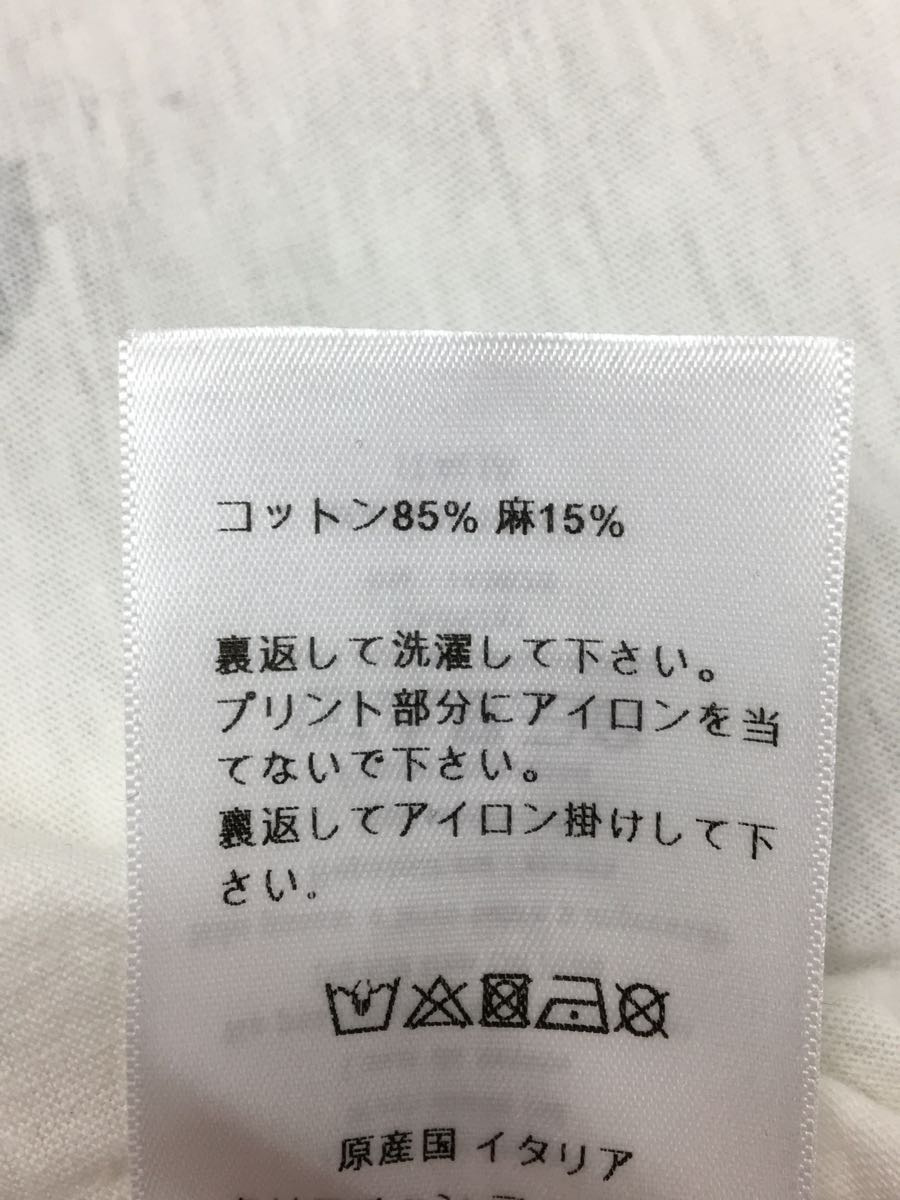 コットン85% 麻15%
裏返して洗濯して下さい。
プリント部分にアイロンを当
てないで下さい。
裏返してアイロン掛けして下
さい.
原産国 イタリア